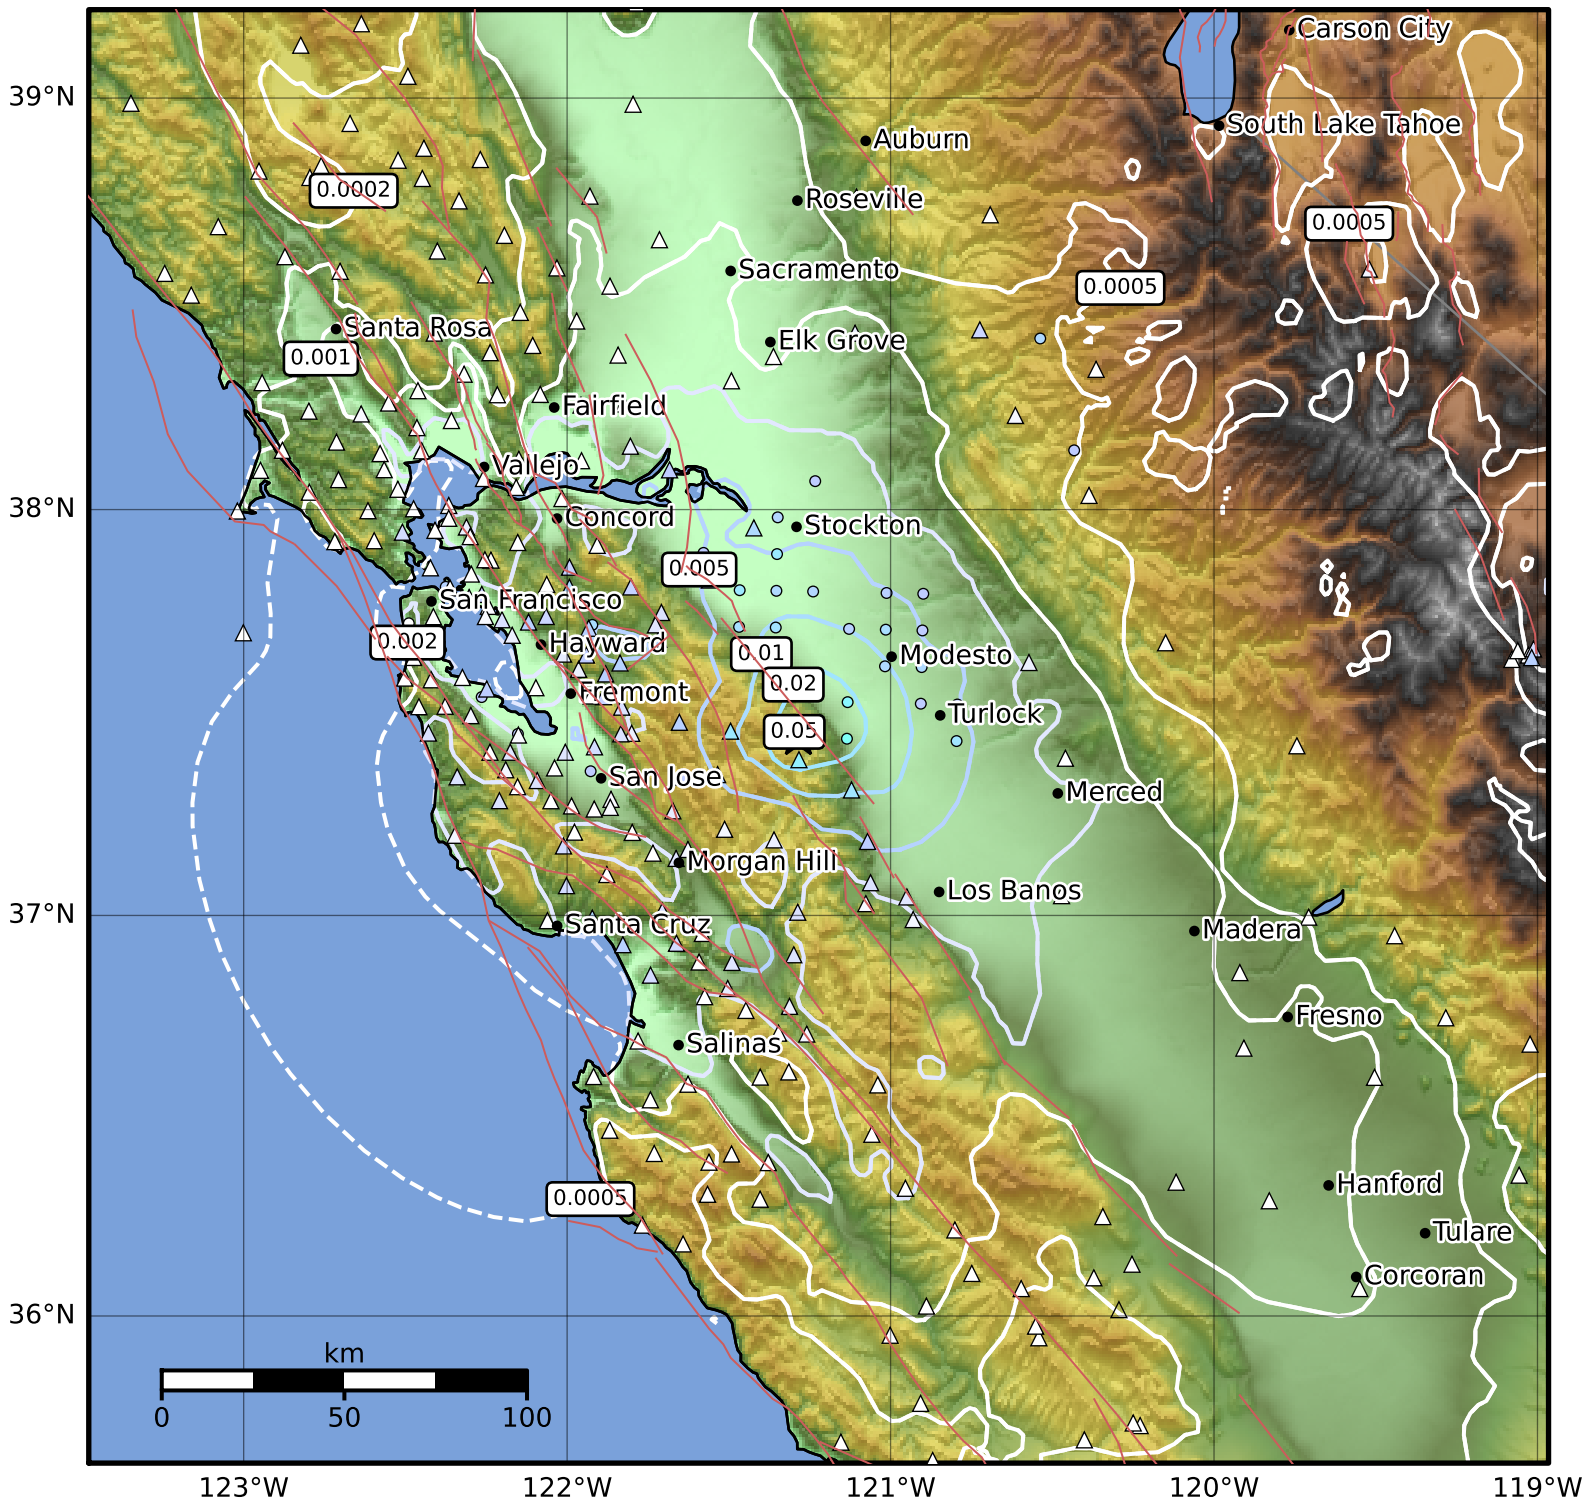 Carson City
39°N
South Lake Tahoe
Auburn
0.0002
Roseville
0.0005
Sacramento
0.0005
Santa Rosa
Elk Grove
0.001
Fairfield
Vallejo
38°N
Concord
Stockton
0.005
San Francisco
0.002
Hayward
0.01
Modesto
0.02
Fremont
Turlock
0.05
San Jose
Merced
Morgan Hill
Los Banos
37°N
Santa Cruz
Madera
Fresno
Salinas
Hanford
0.0005
Tulare
Corcoran
36°N
km
0 50 100
123°W 122°W 121°W 120°W 119°W